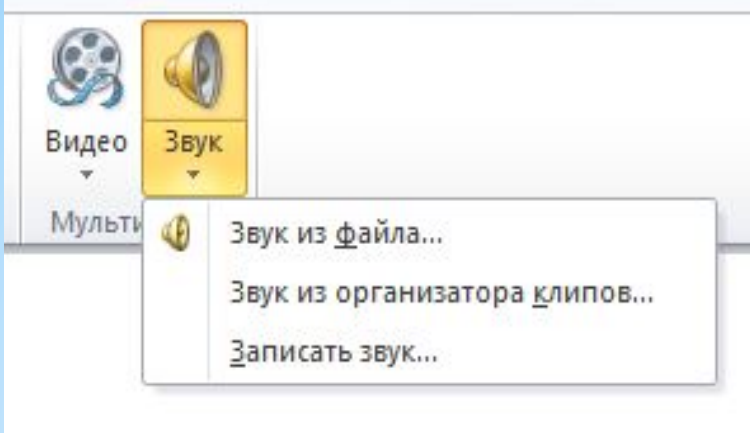 Видео Звук
Мульти
Звук из файла...
Звук из организатора клипов...
Записать звук...